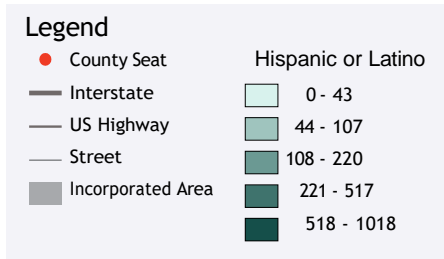 Legend
County Seat
Interstate
US Highway
Street
Incorporated Area
Hispanic or Latino
0 - 43
44 - 107
108 - 220
221 - 517
518 - 1018